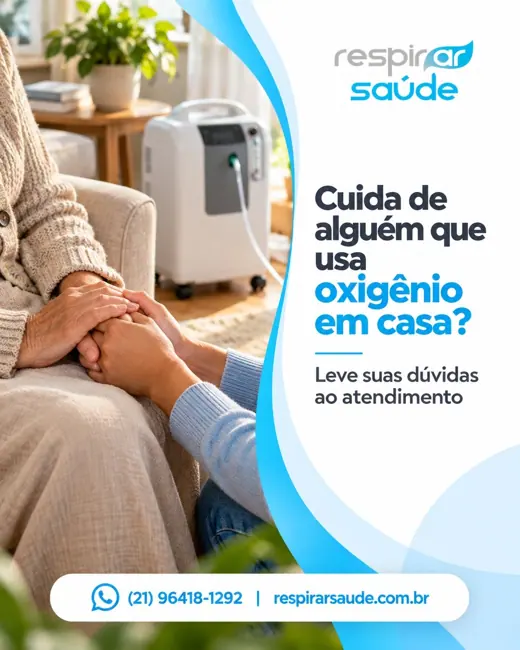 respirar
saúde
Cuida de
alguém que
usa
oxigênio
em casa?
Leve suas dúvidas
ao atendimento
(21) 96418-1292 | respirarsaude.com.br